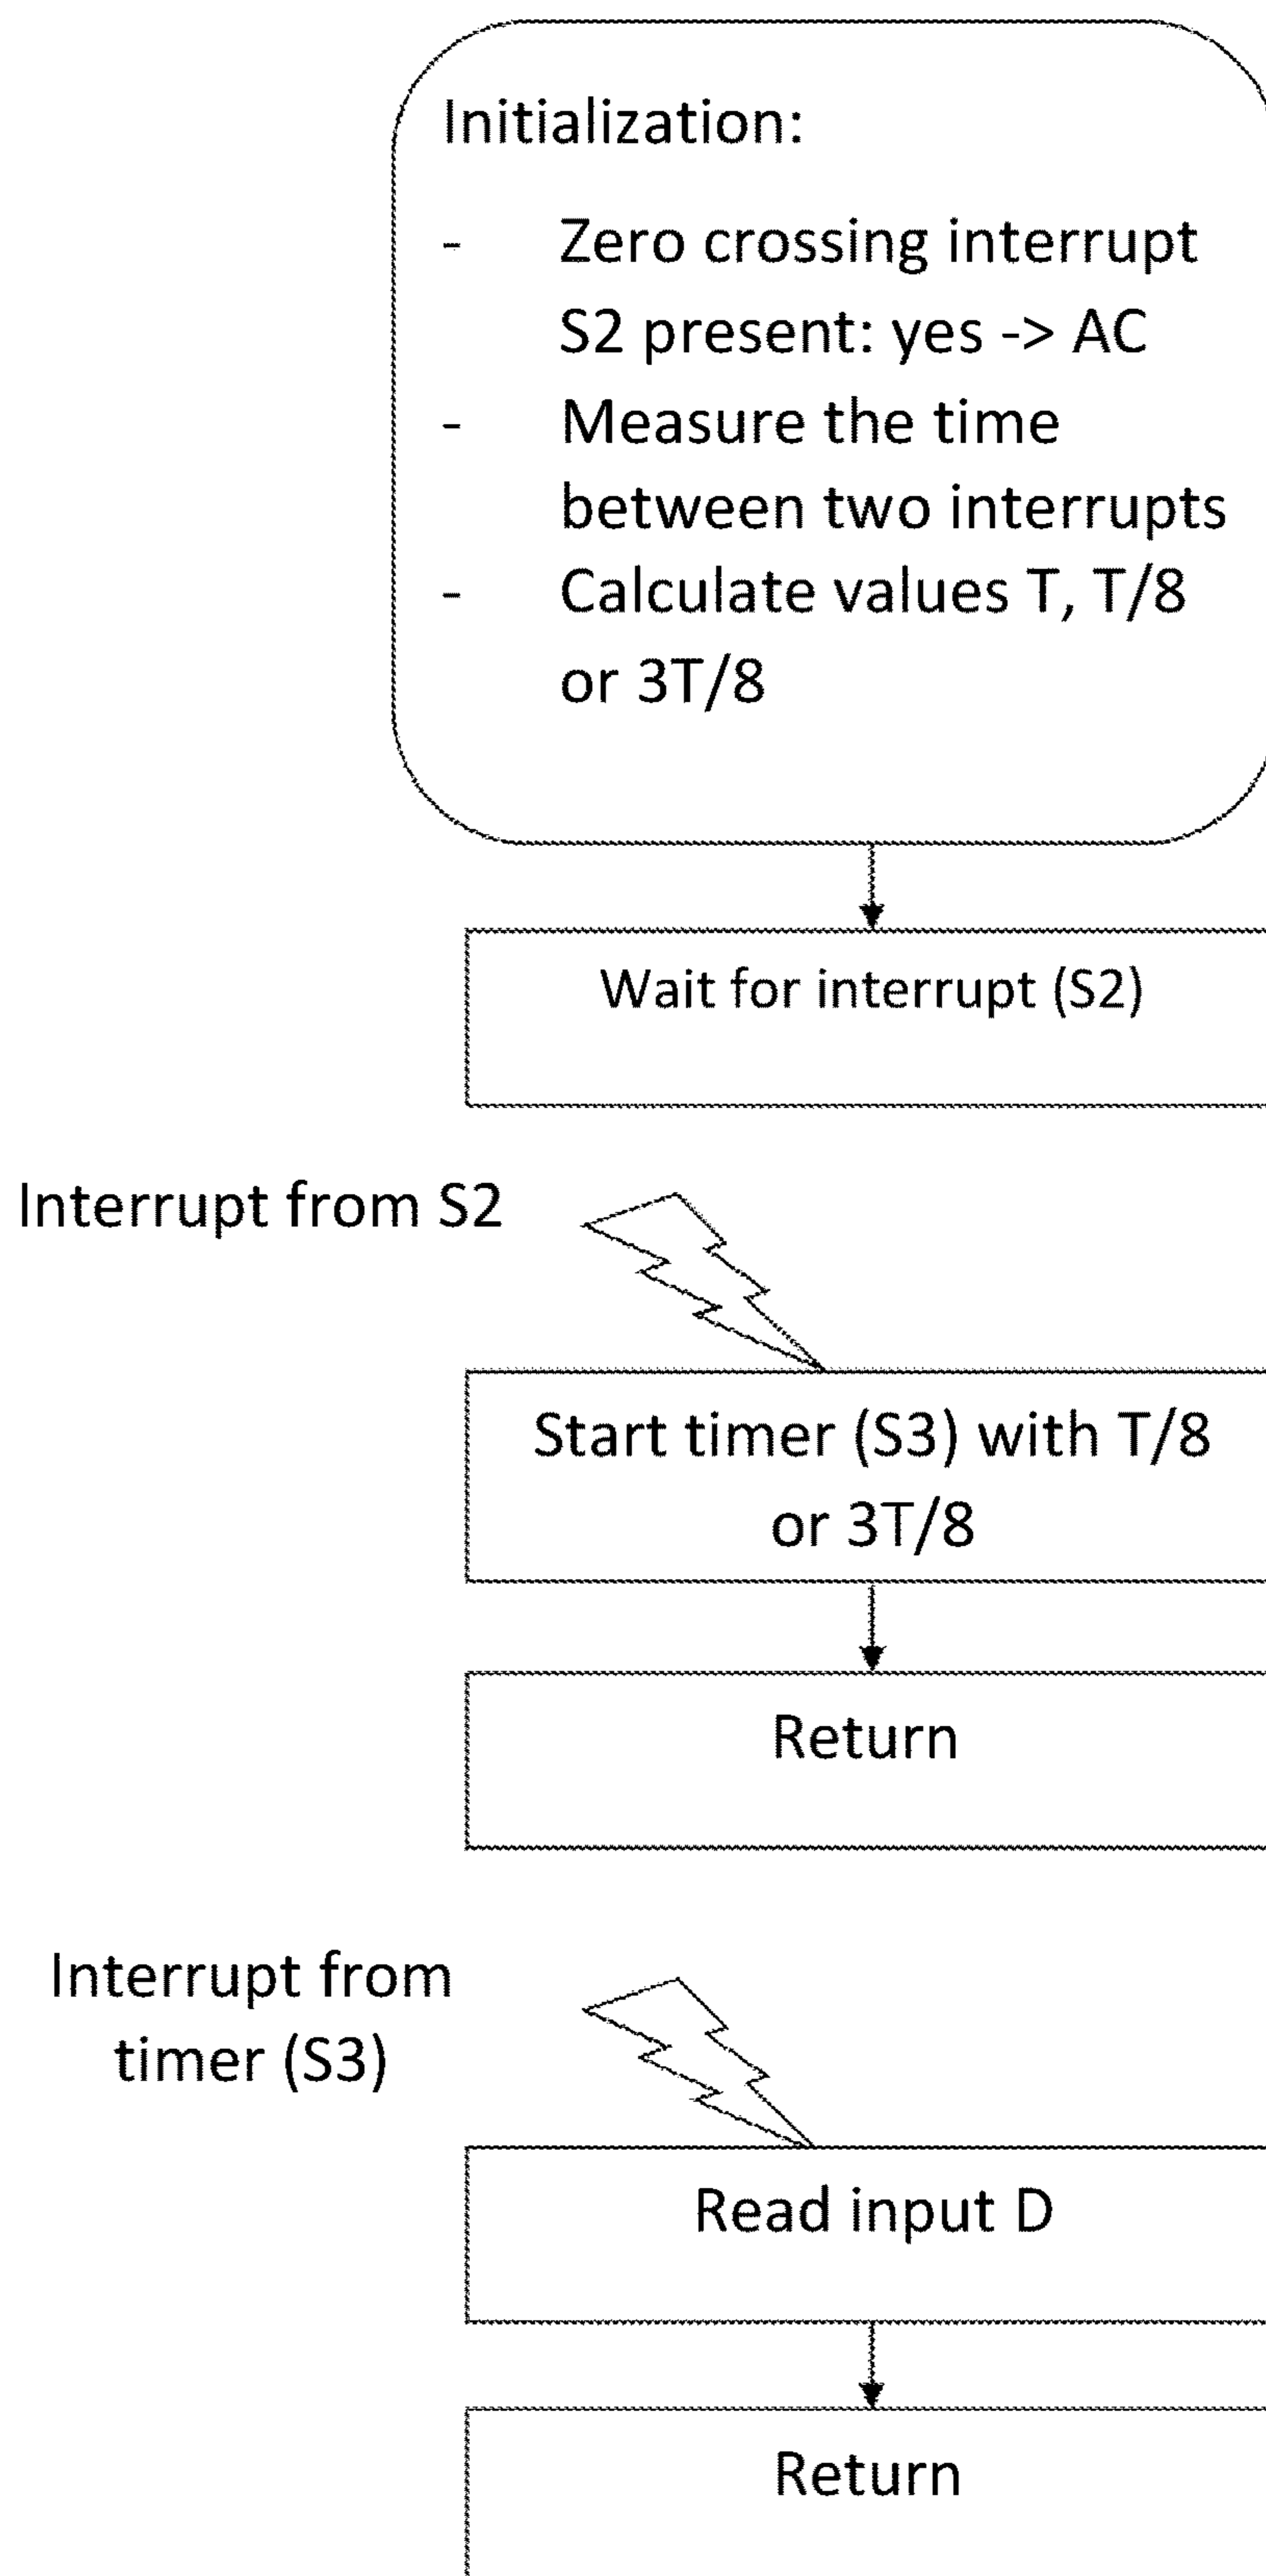 Initialization:
- Zero crossing interrupt
S2 present: yes -> AC
- Measure the time
between two interrupts
- Calculate values T, T/8
or 3T/8
Wait for interrupt (S2)
Interrupt from S2
Start timer (S3) with T/8
or 3T/8
Return
Interrupt from
timer (S3)
Read input D
Return